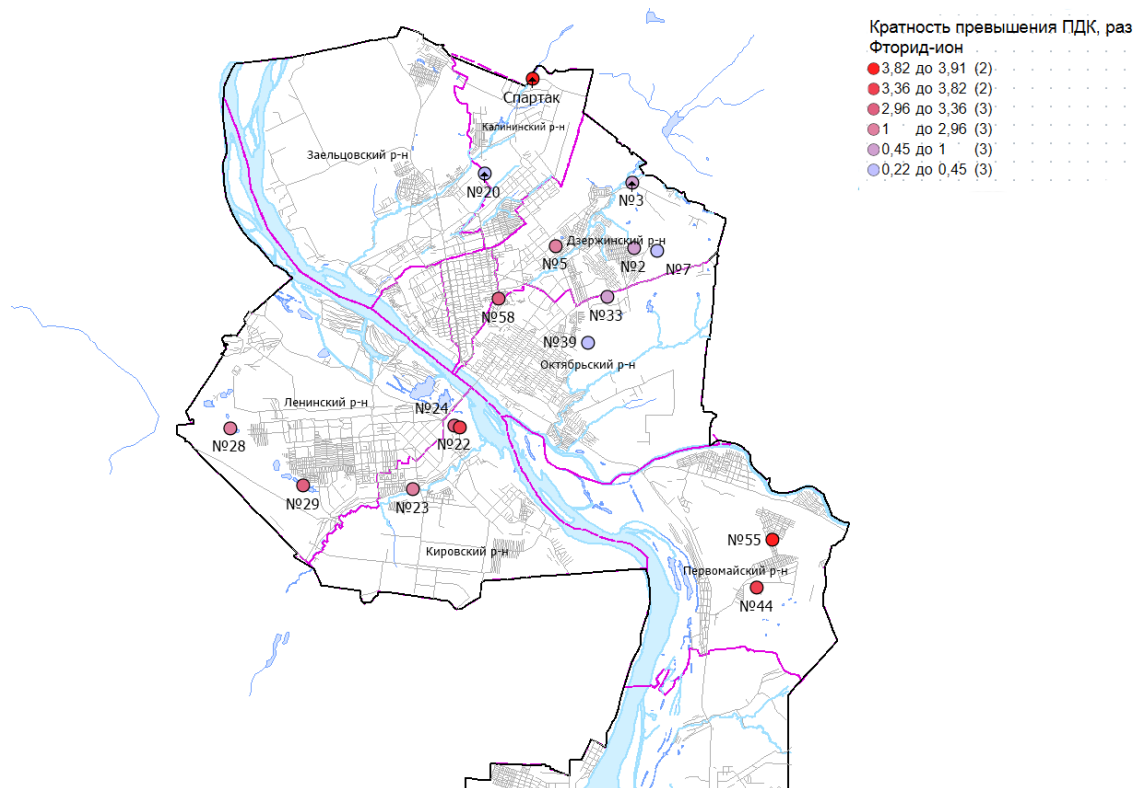 Кратность превышения ПДК, раз
Фторид-ион
3,82 до 3,91 (2)
3,36 до 3,82 (2)
2,96 до 3,36 (3)
1 до 2,96 (3)
0,45 до 1 (3)
0,22 до 0,45 (3)
Спартак
Калининский р-н
Заельцовский р-н
№20
№3
Дзержинский р-н
№5
№2
№7
№58
№33
№39
Октябрьский р-н
Ленинский р-н
№24
№28
№22
№29
№23
Кировский р-н
№55
Первомайский р-н
№44